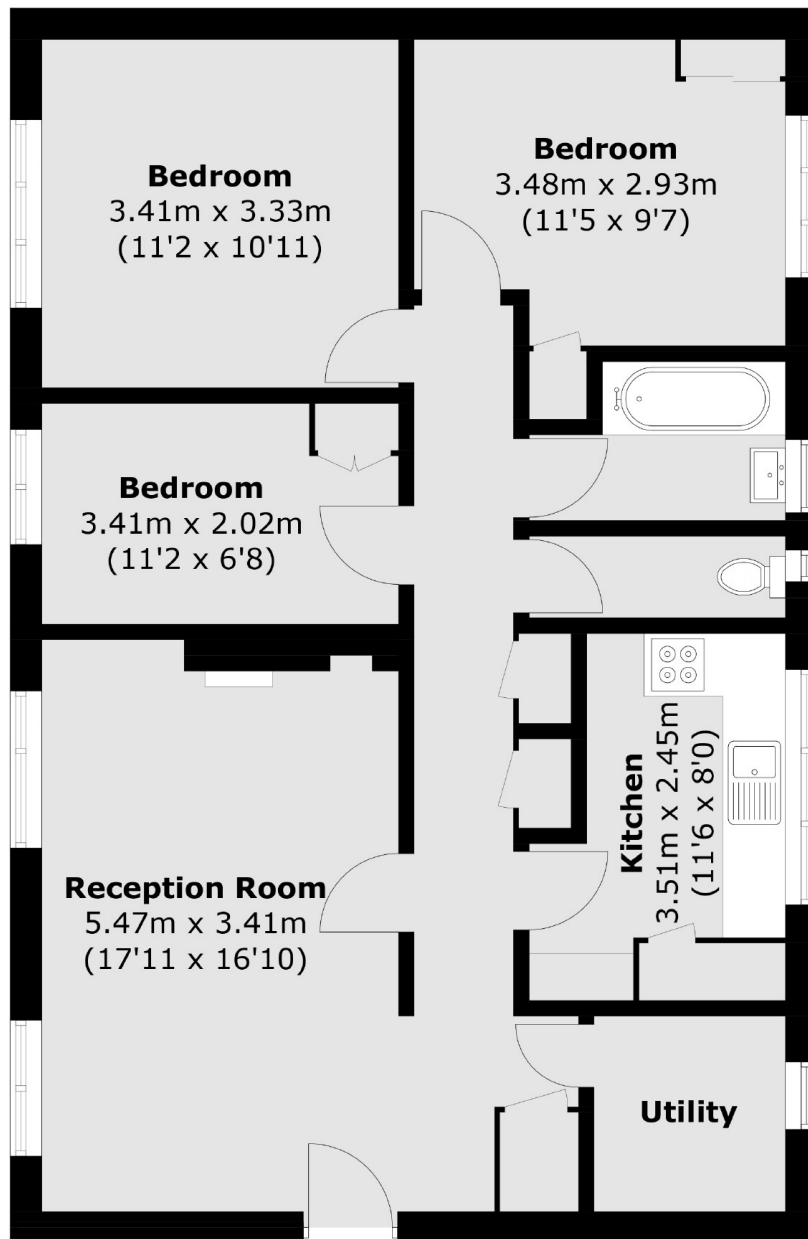 Bedroom
3.41m x 3.33m
(11'2 x 10'11)
Bedroom
3.48m x 2.93m
(11'5 x 9'7)
Bedroom
3.41m x 2.02m
(11'2 x 6'8)
Reception Room
5.47m x 3.41m
(17'11 x 16'10)
Kitchen
3.51m x 2.45m
(11'6 x 8'0)
Utility